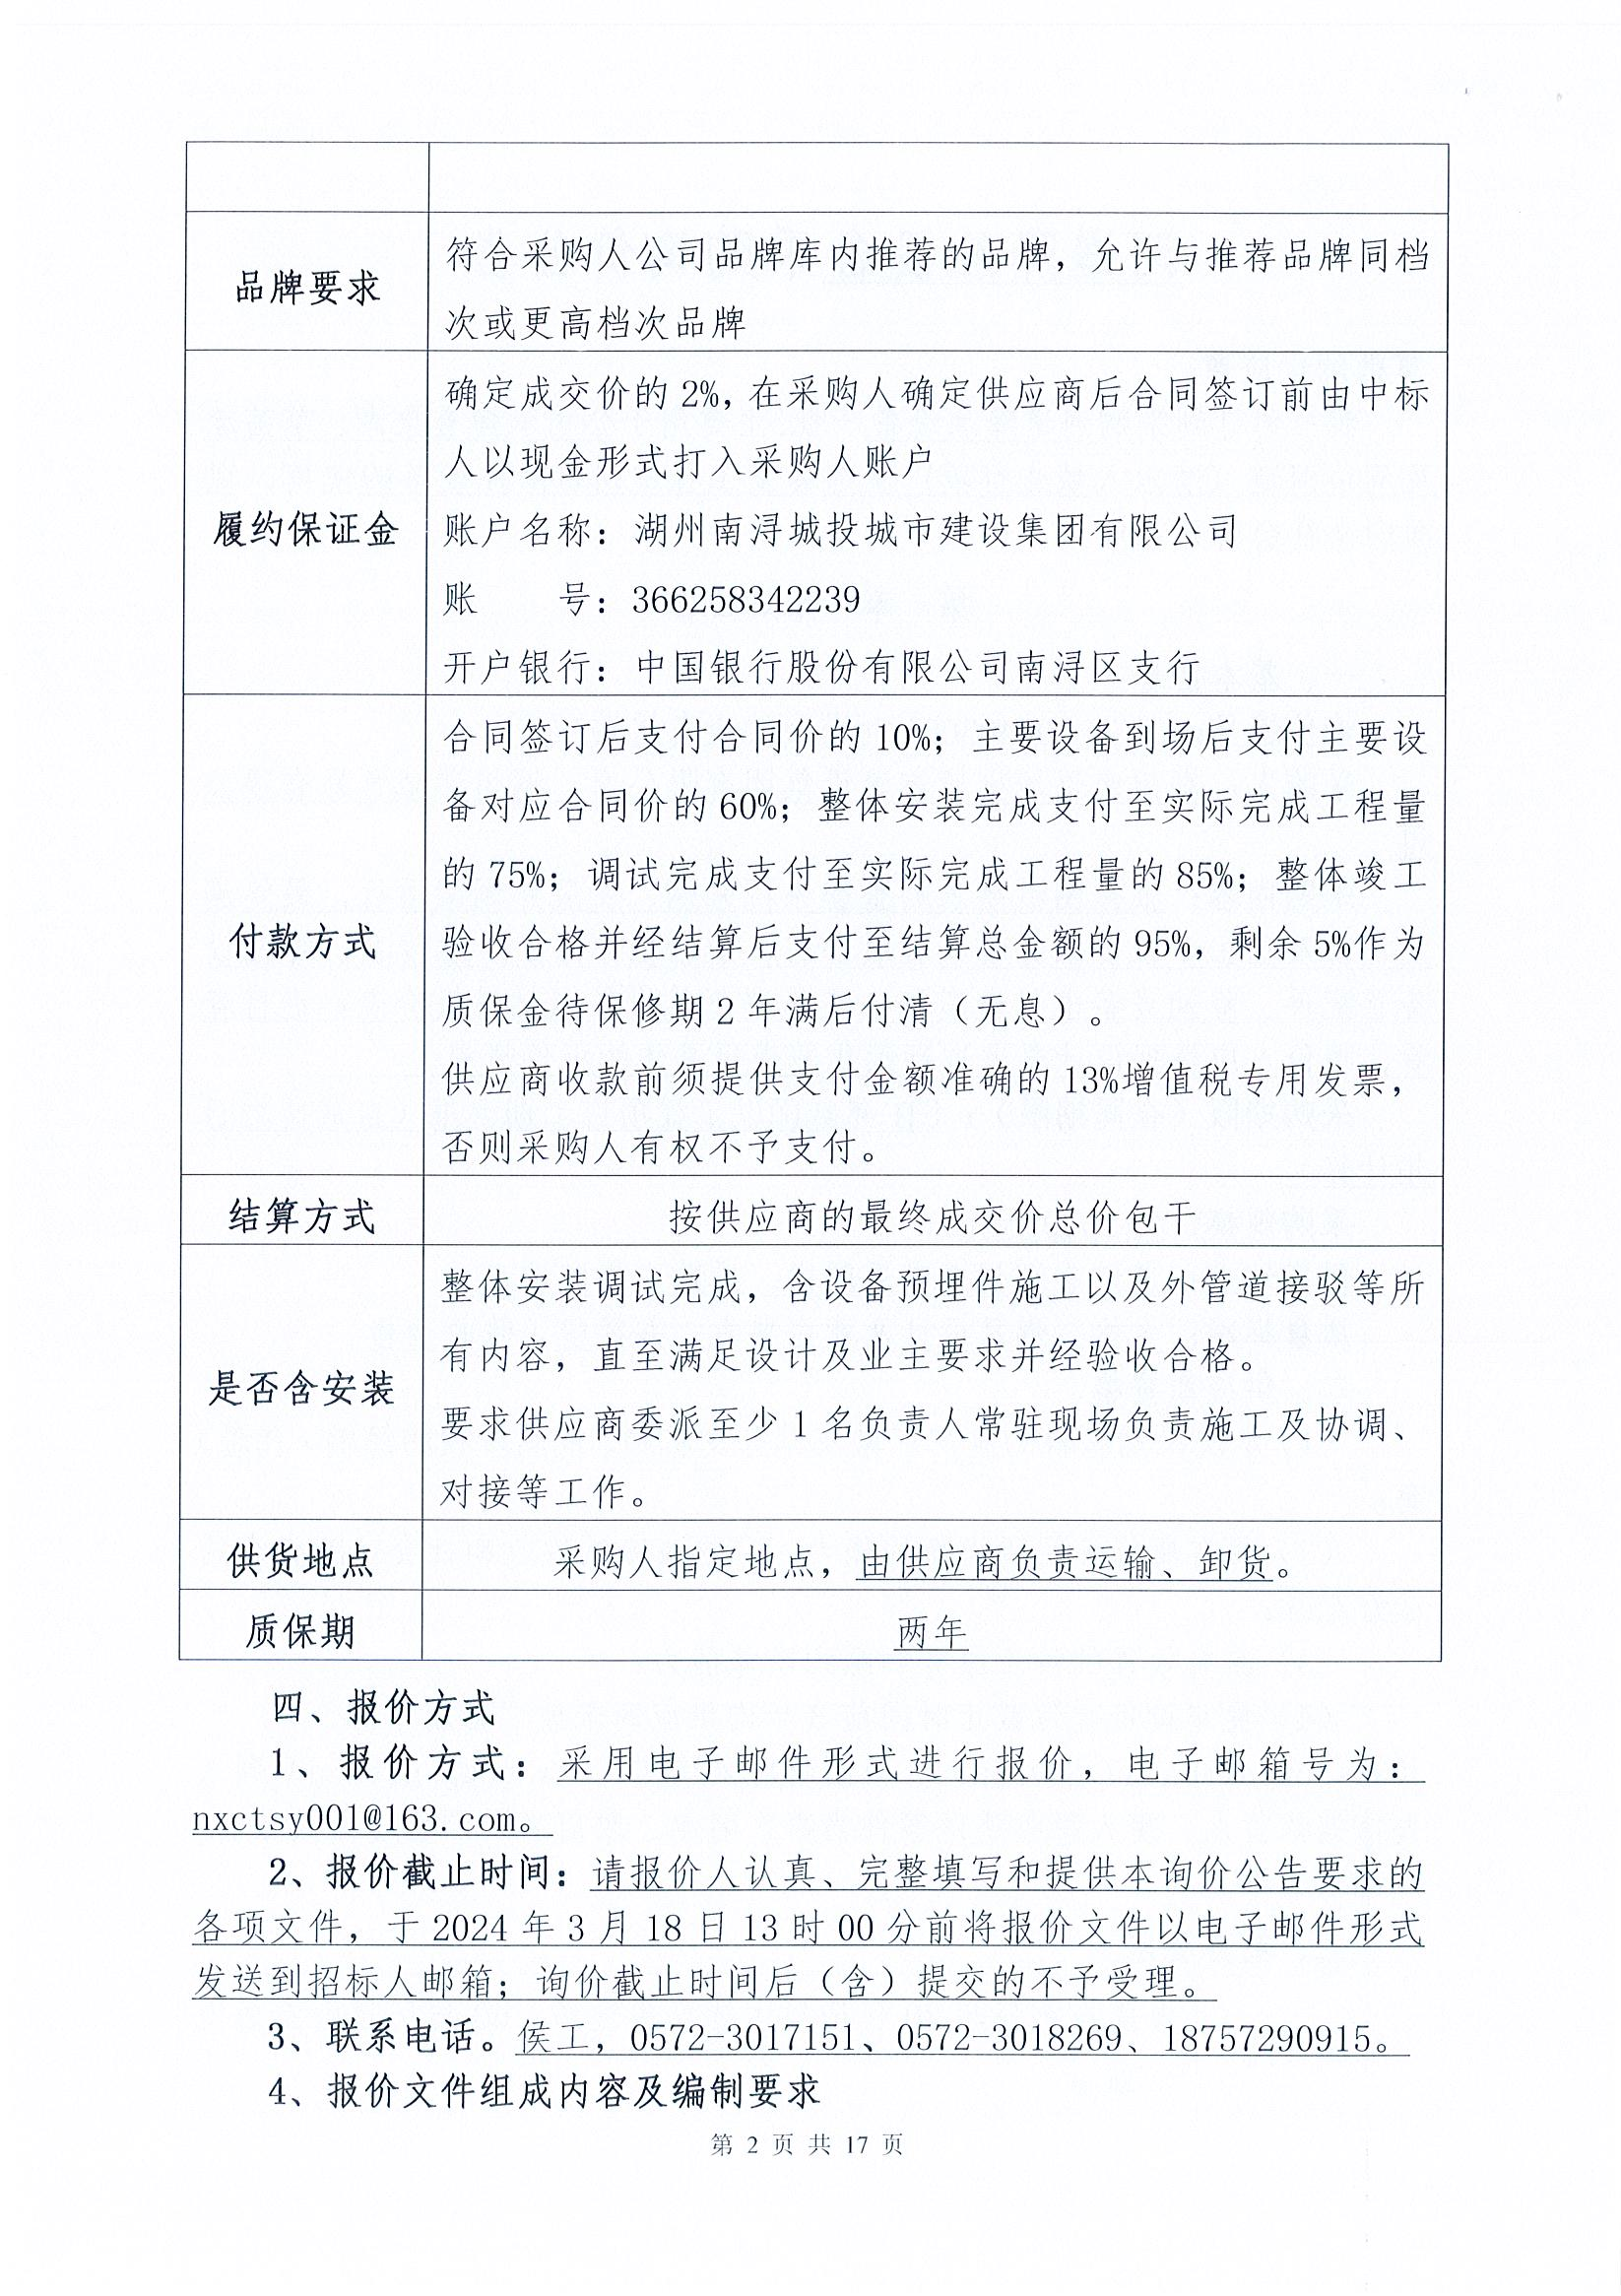 品牌要求
符合采购人公司品牌库内推荐的品牌，允许与推荐品牌同档
次或更高档次品牌
履约保证金
确定成交价的 2%，在采购人确定供应商后合同签订前由中标
人以现金形式打入采购人账户
账户名称：湖州南浔城投城市建设集团有限公司
账　　号：366258342239
开户银行：中国银行股份有限公司南浔区支行
付款方式
合同签订后支付合同价的 10%；主要设备到场后支付主要设
备对应合同价的 60%；整体安装完成支付至实际完成工程量
的 75%；调试完成支付至实际完成工程量的 85%；整体竣工
验收合格并经结算后支付至结算总金额的 95%，剩余 5%作为
质保金待保修期 2 年满后付清（无息）。
供应商收款前须提供支付金额准确的 13%增值税专用发票，
否则采购人有权不予支付。
结算方式
按供应商的最终成交价总价包干
是否含安装
整体安装调试完成，含设备预埋件施工以及外管道接驳等所
有内容，直至满足设计及业主要求并经验收合格。
要求供应商委派至少 1 名负责人常驻现场负责施工及协调、
对接等工作。
供货地点
采购人指定地点，由供应商负责运输、卸货。
质保期
两年
四、报价方式
1、报价方式：采用电子邮件形式进行报价，电子邮箱号为：
nxctsy001@163.com。
2、报价截止时间：请报价人认真、完整填写和提供本询价公告要求的
各项文件，于 2024 年 3 月 18 日 13 时 00 分前将报价文件以电子邮件形式
发送到招标人邮箱；询价截止时间后（含）提交的不予受理。
3、联系电话。侯工，0572-3017151、0572-3018269、18757290915。
4、报价文件组成内容及编制要求
第 2 页 共 17 页